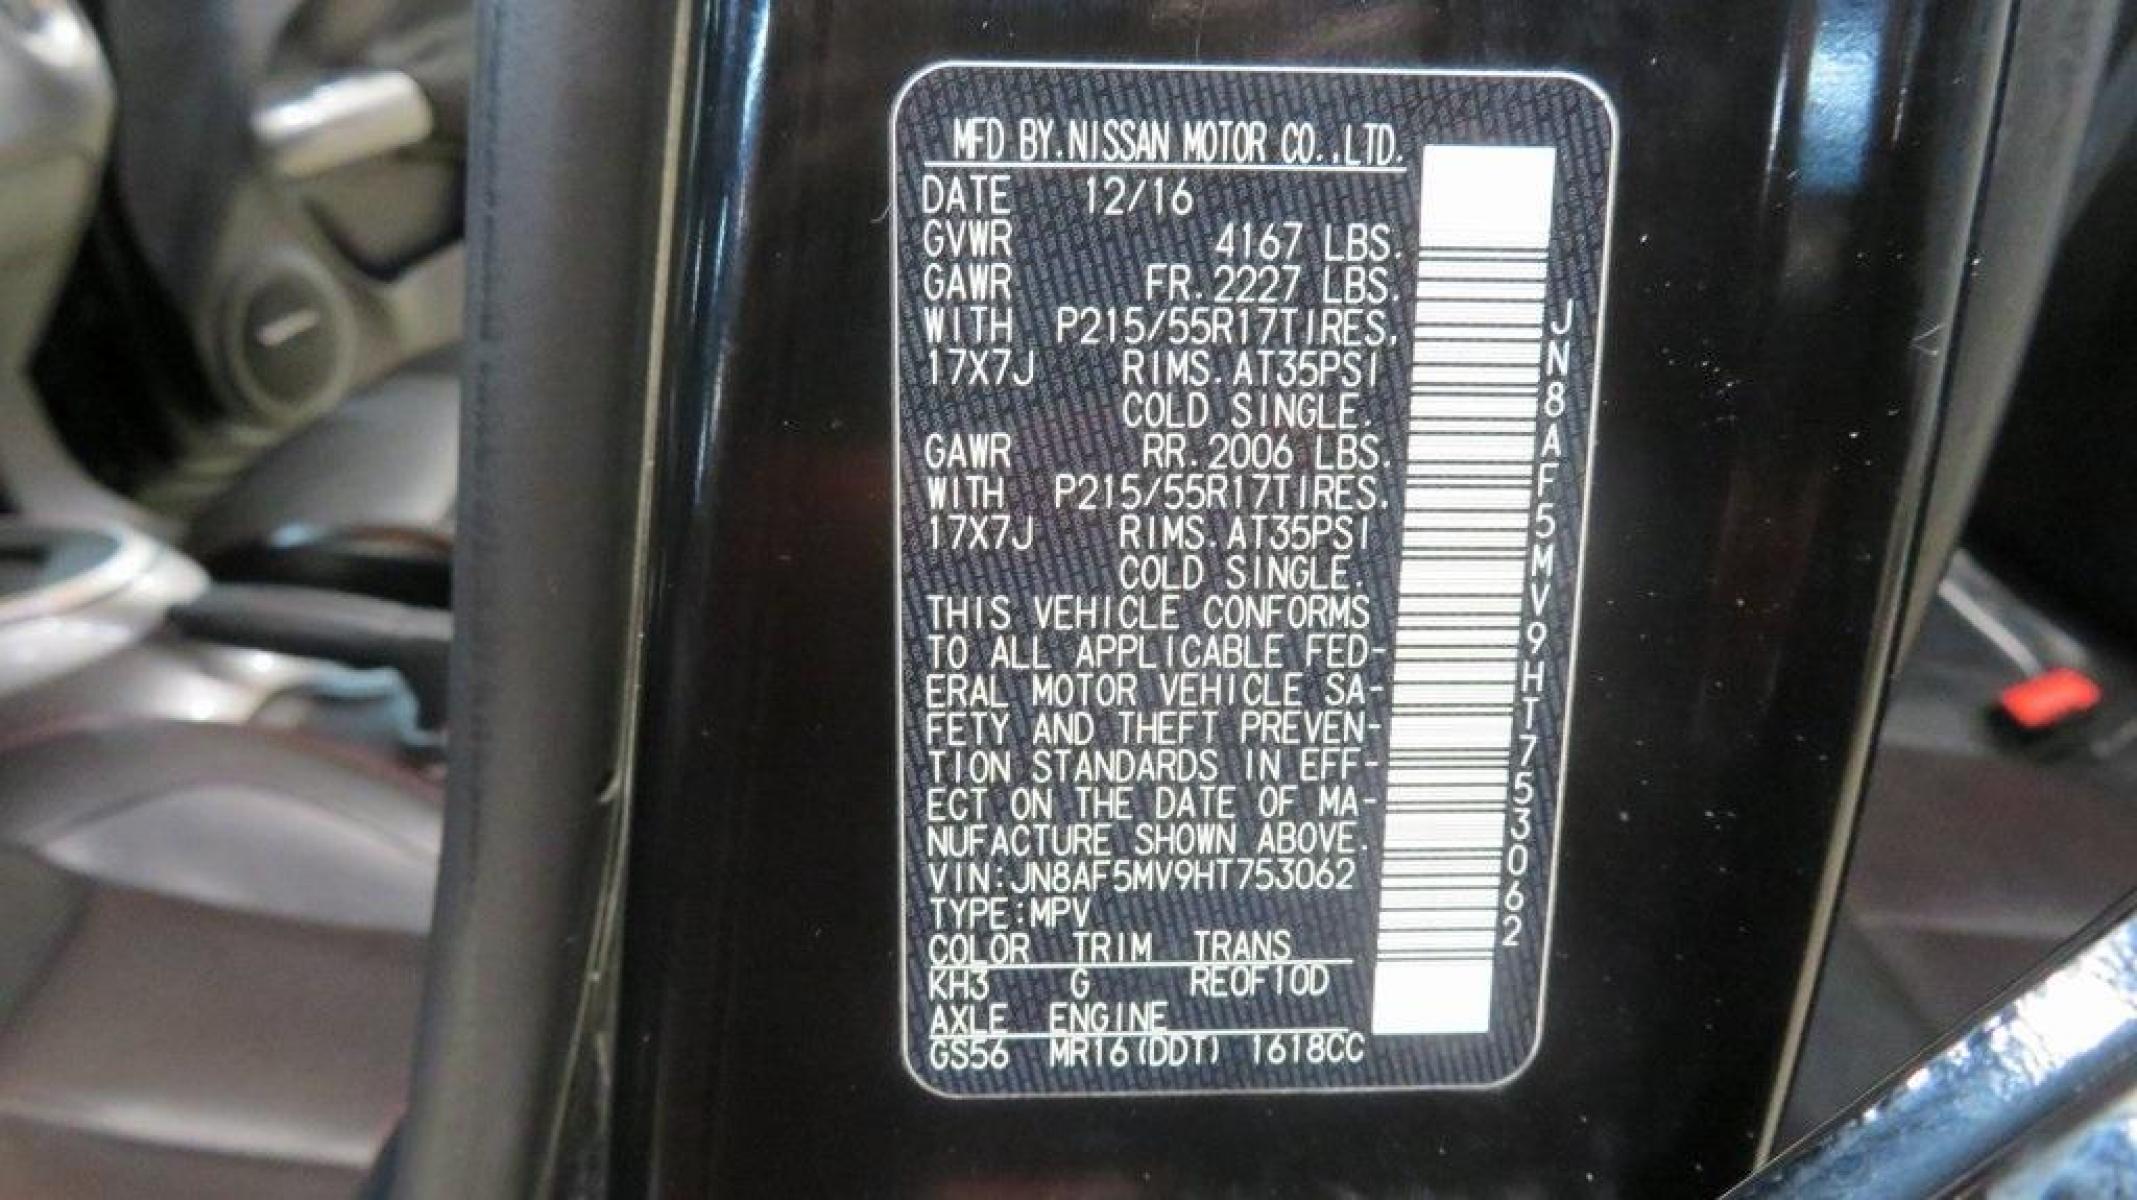 MFD BY.NISSAN MOTOR CO.,LTD.
DATE 12/16
GVWR 4167 LBS.
GAWR FR.2227 LBS.
WITH P215/55R17TIRES,
17X7J RIMS.AT35PSI
COLD SINGLE.
GAWR RR.2006 LBS.
WITH P215/55R17TIRES.
17X7J RIMS.AT35PSI
COLD SINGLE.
THIS VEHICLE CONFORMS
TO ALL APPLICABLE FED-
ERAL MOTOR VEHICLE SA-
FETY AND THEFT PREVEN-
TION STANDARDS IN EFF-
ECT ON THE DATE OF MA-
NUFACTURE SHOWN ABOVE.
VIN:JN8AF5MV9HT753062
TYPE:MPV
COLOR TRIM TRANS
KH3 G RE0F10D
AXLE ENGINE
GS56 MR16(DDT) 1618CC
JN8AF5MV9HT753062